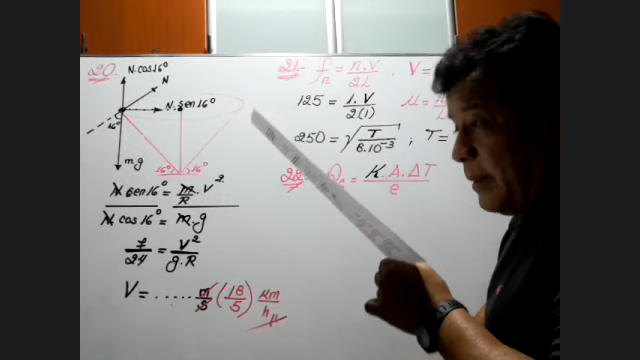 20.
N.cos16°
N
N.sen16°
16°
mg
16° 16°
N sen16° = m/R . V²
N cos16° = m.g
7/24 = V²/g.R
V = ...... m/s (18/5) km/h
21.- fn = n.V/2L , V =
125 = 1.V/2(1)
250 = √T/6.10⁻³ ; T =
22
= K.A.ΔT/e